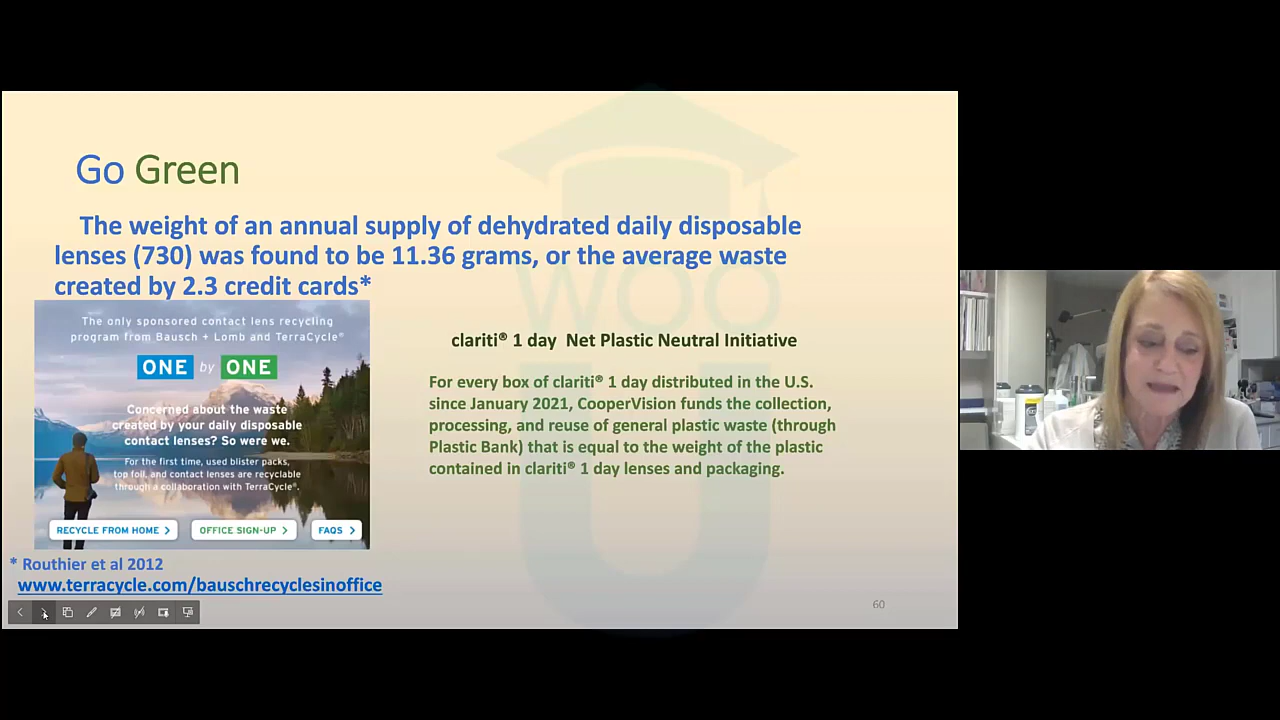 Go Green
The weight of an annual supply of dehydrated daily disposable
lenses (730) was found to be 11.36 grams, or the average waste
created by 2.3 credit cards*
The only sponsored contact lens recycling
program from Bausch + Lomb and TerraCycle®
ONE by ONE
Concerned about the waste
created by your daily disposable
contact lenses? So were we.
For the first time, used blister packs,
top foil, and contact lenses are recyclable
through a collaboration with TerraCycle®.
RECYCLE FROM HOME >
OFFICE SIGN-UP >
FAQS >
clariti® 1 day Net Plastic Neutral Initiative
For every box of clariti® 1 day distributed in the U.S.
since January 2021, CooperVision funds the collection,
processing, and reuse of general plastic waste (through
Plastic Bank) that is equal to the weight of the plastic
contained in clariti® 1 day lenses and packaging.
WOO
U
* Routhier et al 2012
www.terracycle.com/bauschrecyclesinoffice
60